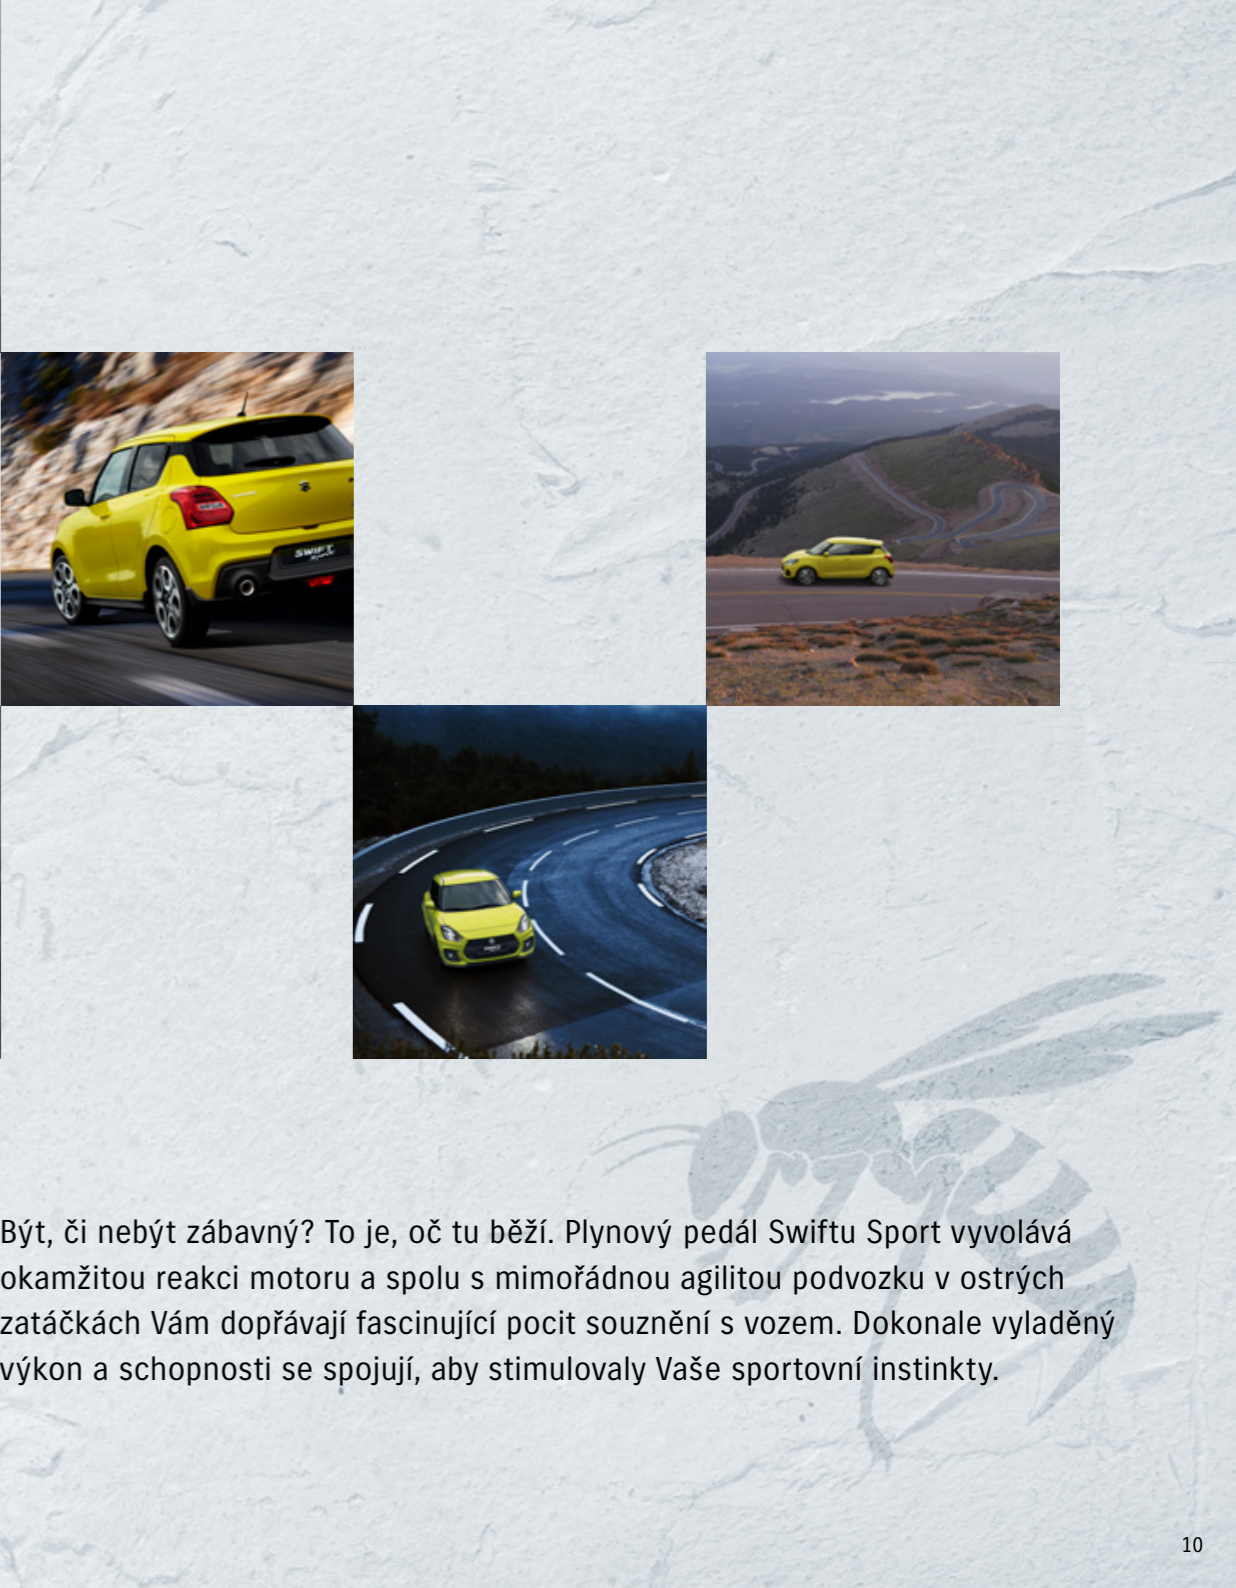 SWIFT
Sport
Být, či nebýt zábavný? To je, oč tu běží. Plynový pedál Swiftu Sport vyvolává
okamžitou reakci motoru a spolu s mimořádnou agilitou podvozku v ostrých
zatáčkách Vám dopřávají fascinující pocit souznění s vozem. Dokonale vyladěný
výkon a schopnosti se spojují, aby stimulovaly Vaše sportovní instinkty.
10